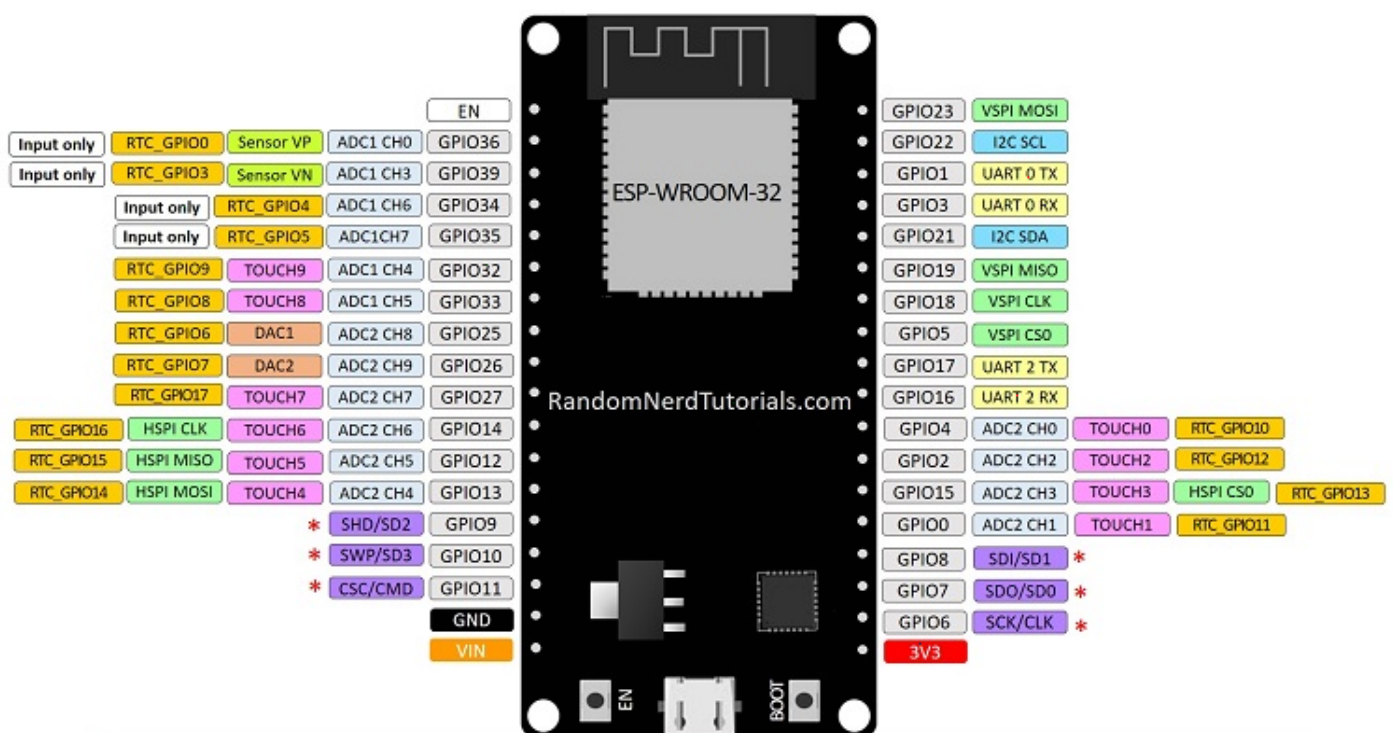 EN
GPIO23 VSPI MOSI
Input only RTC_GPIO0 Sensor VP ADC1 CH0 GPIO36
GPIO22 I2C SCL
Input only RTC_GPIO3 Sensor VN ADC1 CH3 GPIO39
GPIO1 UART 0 TX
ESP-WROOM-32
Input only RTC_GPIO4 ADC1 CH6 GPIO34
GPIO3 UART 0 RX
Input only RTC_GPIO5 ADC1CH7 GPIO35
GPIO21 I2C SDA
RTC_GPIO9 TOUCH9 ADC1 CH4 GPIO32
GPIO19 VSPI MISO
RTC_GPIO8 TOUCH8 ADC1 CH5 GPIO33
GPIO18 VSPI CLK
RTC_GPIO6 DAC1 ADC2 CH8 GPIO25
GPIO5 VSPI CS0
RTC_GPIO7 DAC2 ADC2 CH9 GPIO26
GPIO17 UART 2 TX
RTC_GPIO17 TOUCH7 ADC2 CH7 GPIO27
RandomNerdTutorials.com
GPIO16 UART 2 RX
RTC_GPIO16 HSPI CLK TOUCH6 ADC2 CH6 GPIO14
GPIO4 ADC2 CH0 TOUCH0 RTC_GPIO10
RTC_GPIO15 HSPI MISO TOUCH5 ADC2 CH5 GPIO12
GPIO2 ADC2 CH2 TOUCH2 RTC_GPIO12
RTC_GPIO14 HSPI MOSI TOUCH4 ADC2 CH4 GPIO13
GPIO15 ADC2 CH3 TOUCH3 HSPI CS0 RTC_GPIO13
* SHD/SD2 GPIO9
GPIO0 ADC2 CH1 TOUCH1 RTC_GPIO11
* SWP/SD3 GPIO10
GPIO8 SDI/SD1 *
* CSC/CMD GPIO11
GPIO7 SDO/SD0 *
GND
GPIO6 SCK/CLK *
VIN
3V3
EN
BOOT